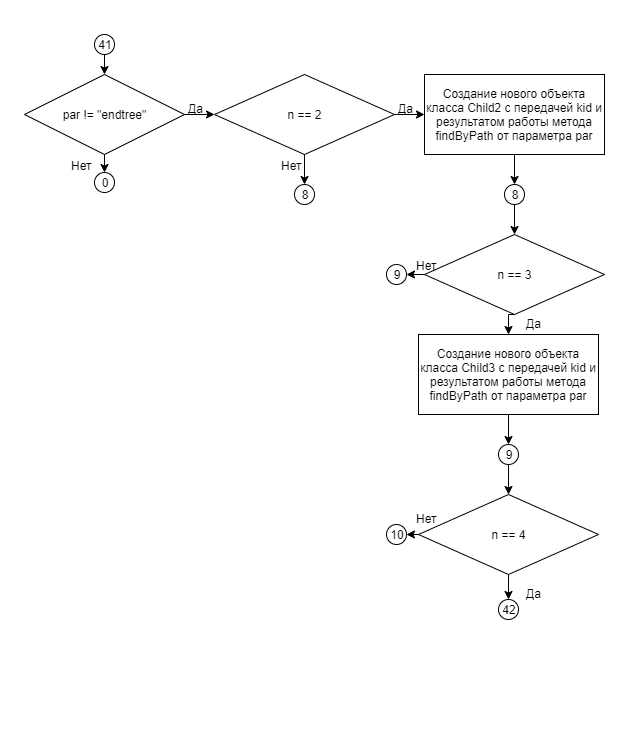 41
par != "endtree"
Да
n == 2
Да
Создание нового объекта
класса Child2 с передачей kid и
результатом работы метода
findByPath от параметра par
Нет
0
Нет
8
8
n == 3
Нет
9
Да
Создание нового объекта
класса Child3 с передачей kid и
результатом работы метода
findByPath от параметра par
9
n == 4
Нет
10
Да
42